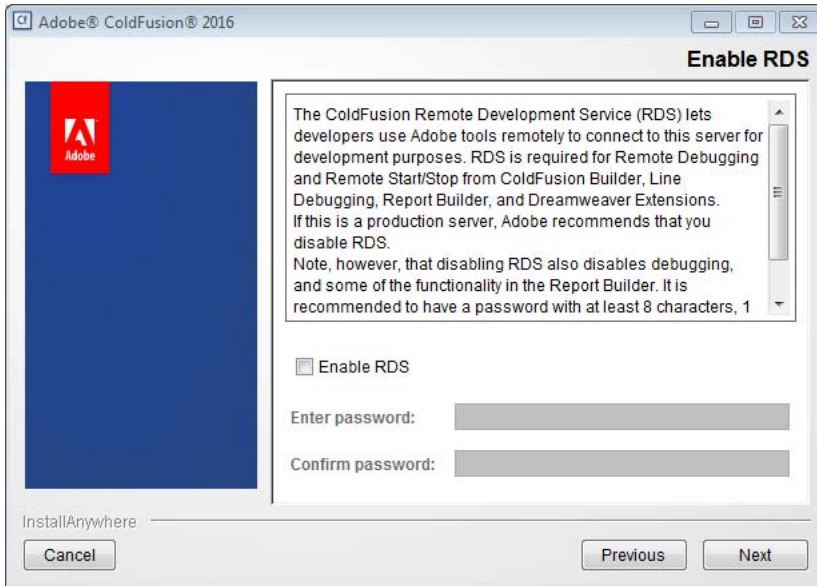 Cf Adobe® ColdFusion® 2016
Enable RDS
Adobe
The ColdFusion Remote Development Service (RDS) lets
developers use Adobe tools remotely to connect to this server for
development purposes. RDS is required for Remote Debugging
and Remote Start/Stop from ColdFusion Builder, Line
Debugging, Report Builder, and Dreamweaver Extensions.
If this is a production server, Adobe recommends that you
disable RDS.
Note, however, that disabling RDS also disables debugging,
and some of the functionality in the Report Builder. It is
recommended to have a password with at least 8 characters, 1
Enable RDS
Enter password:
Confirm password:
InstallAnywhere
Cancel
Previous
Next